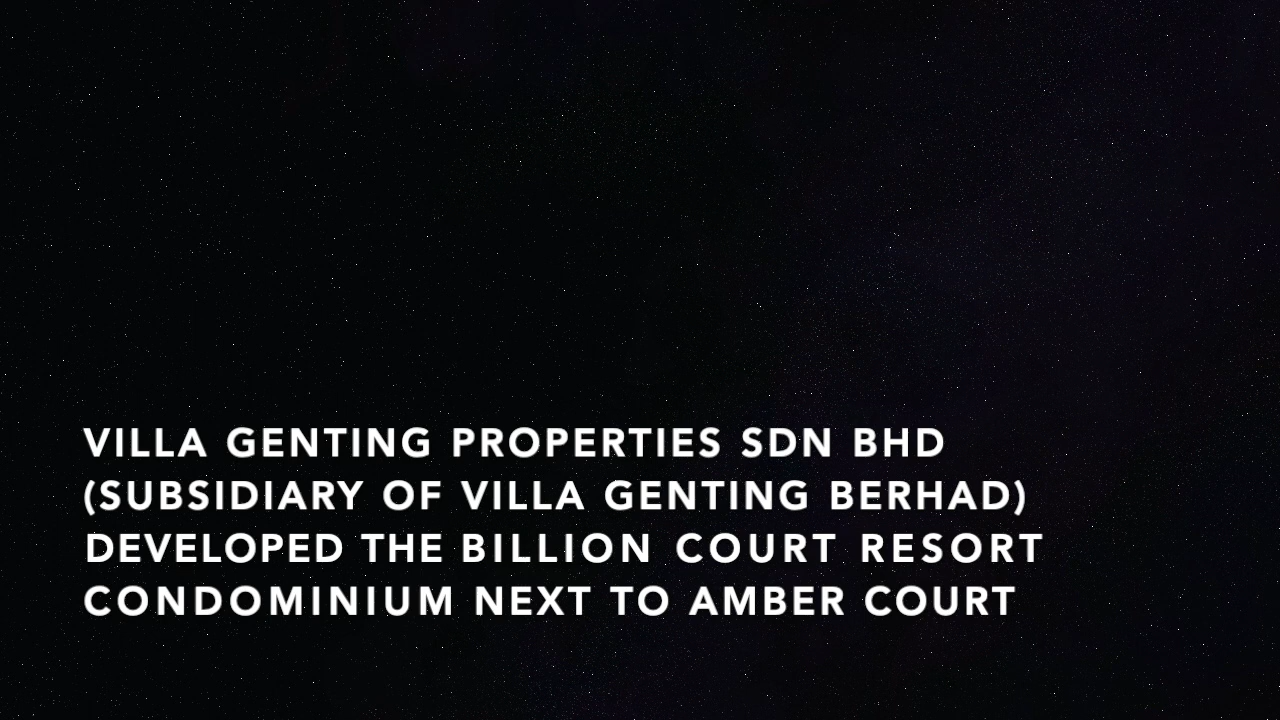 VILLA GENTING PROPERTIES SDN BHD
(SUBSIDIARY OF VILLA GENTING BERHAD)
DEVELOPED THE BILLION COURT RESORT
CONDOMINIUM NEXT TO AMBER COURT